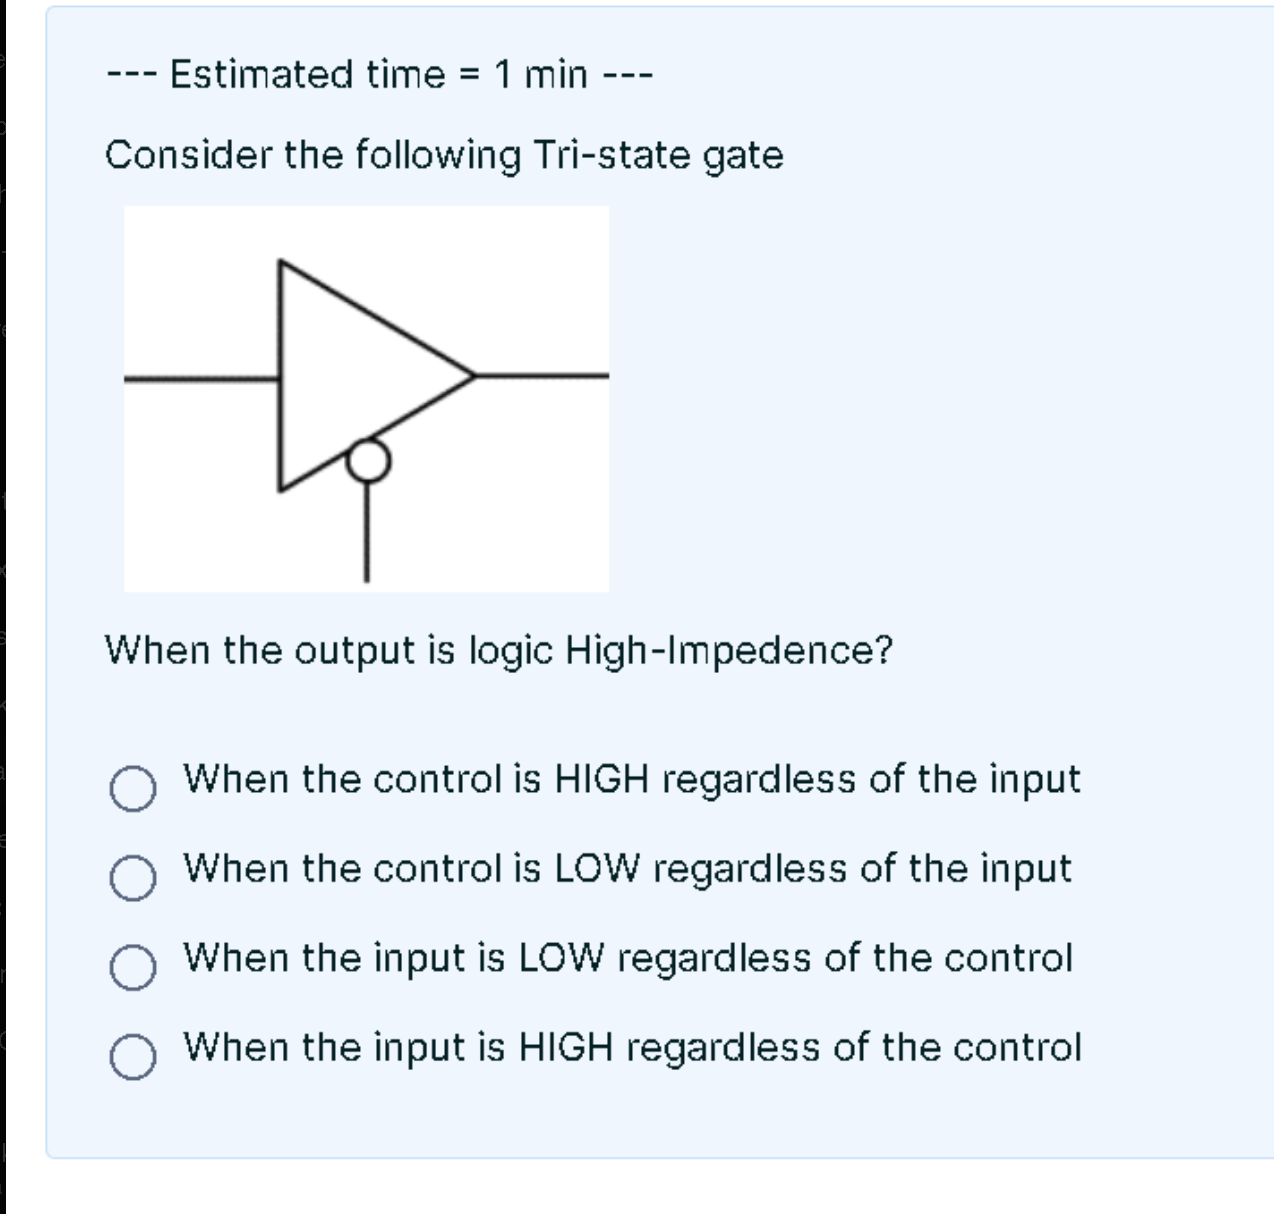 --- Estimated time = 1 min ---
Consider the following Tri-state gate
When the output is logic High-Impedence?
When the control is HIGH regardless of the input
When the control is LOW regardless of the input
When the input is LOW regardless of the control
When the input is HIGH regardless of the control